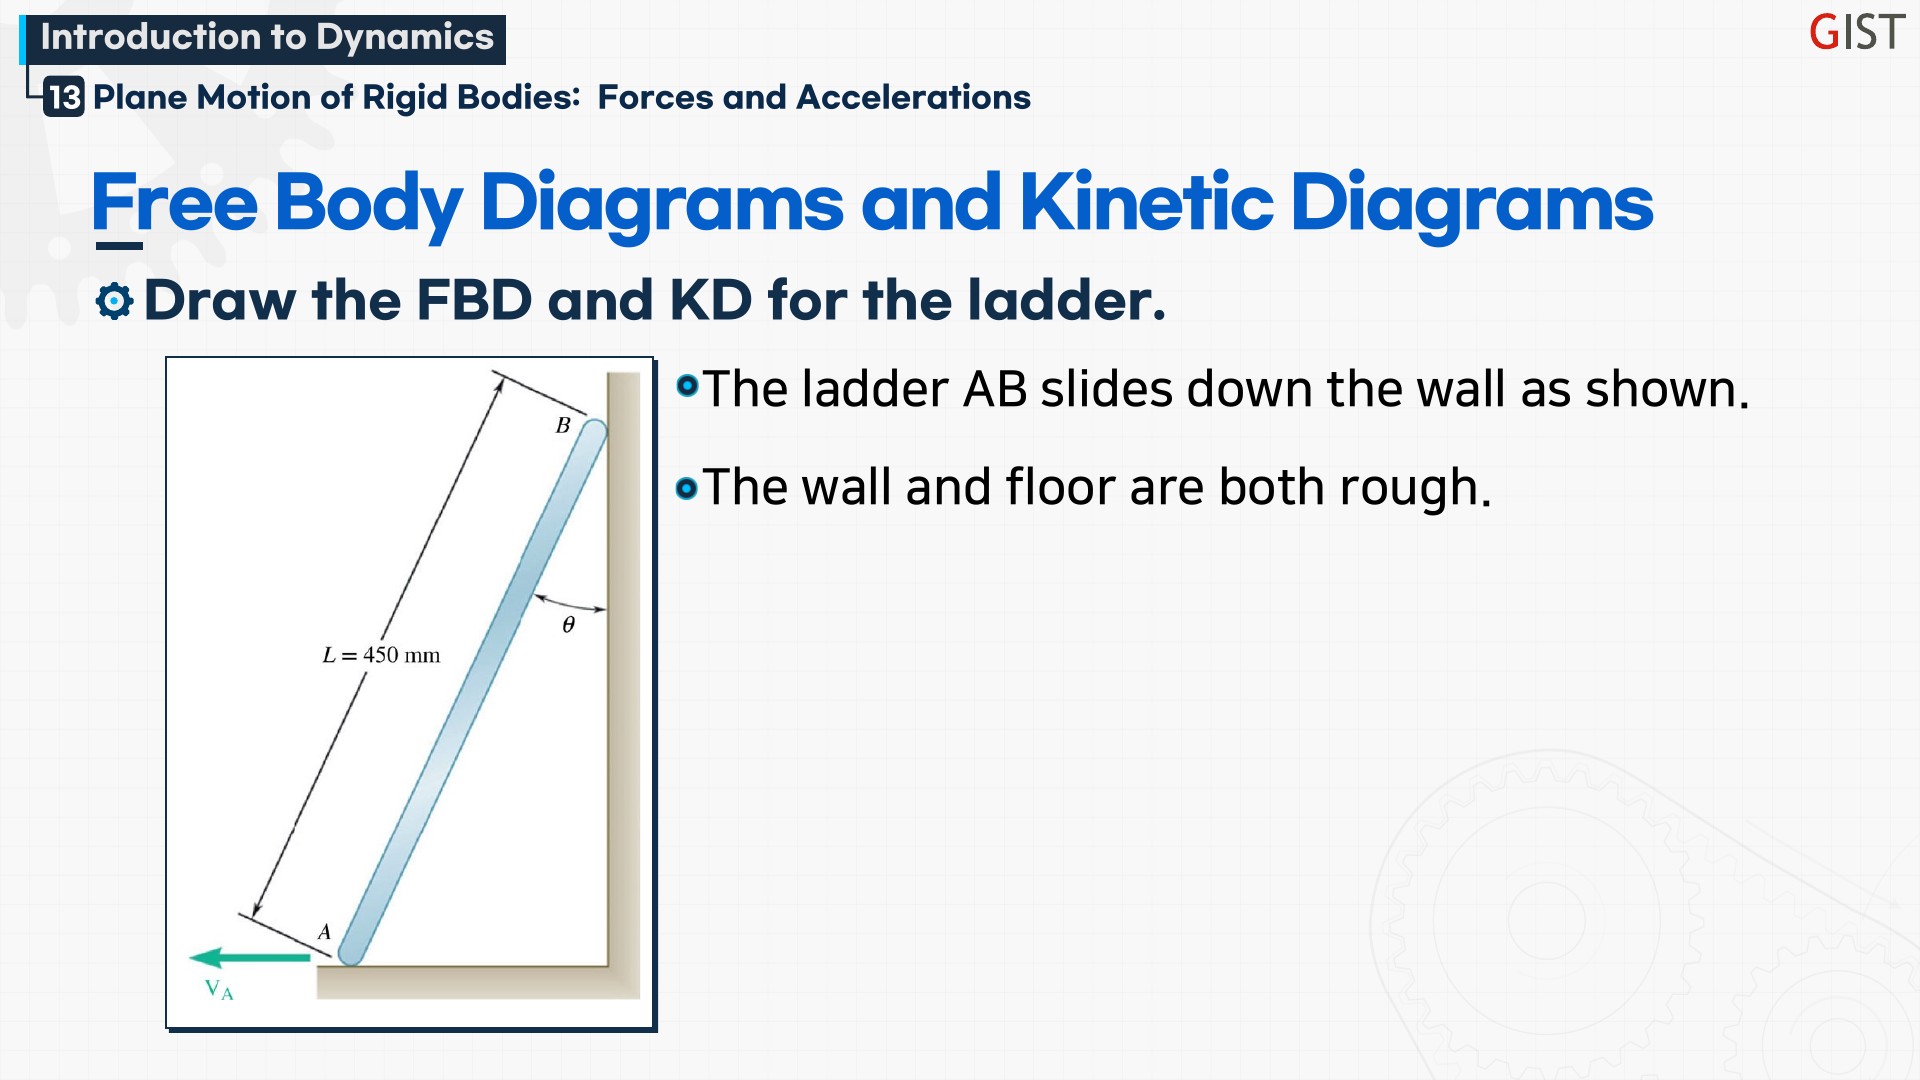 Introduction to Dynamics
GIST
13 Plane Motion of Rigid Bodies: Forces and Accelerations
Free Body Diagrams and Kinetic Diagrams
Draw the FBD and KD for the ladder.
The ladder AB slides down the wall as shown.
The wall and floor are both rough.
B
θ
L = 450 mm
A
V_A